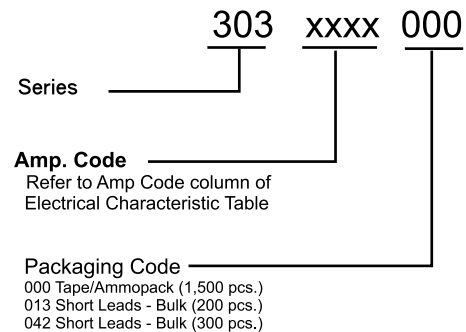 303 xxxx 000
Series
Amp. Code
Refer to Amp Code column of
Electrical Characteristic Table
Packaging Code
000 Tape/Ammopack (1,500 pcs.)
013 Short Leads - Bulk (200 pcs.)
042 Short Leads - Bulk (300 pcs.)